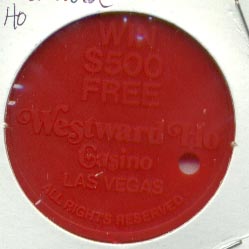 Ho
WIN
$500
FREE
Westward Ho
Casino
LAS VEGAS
ALL RIGHTS RESERVED